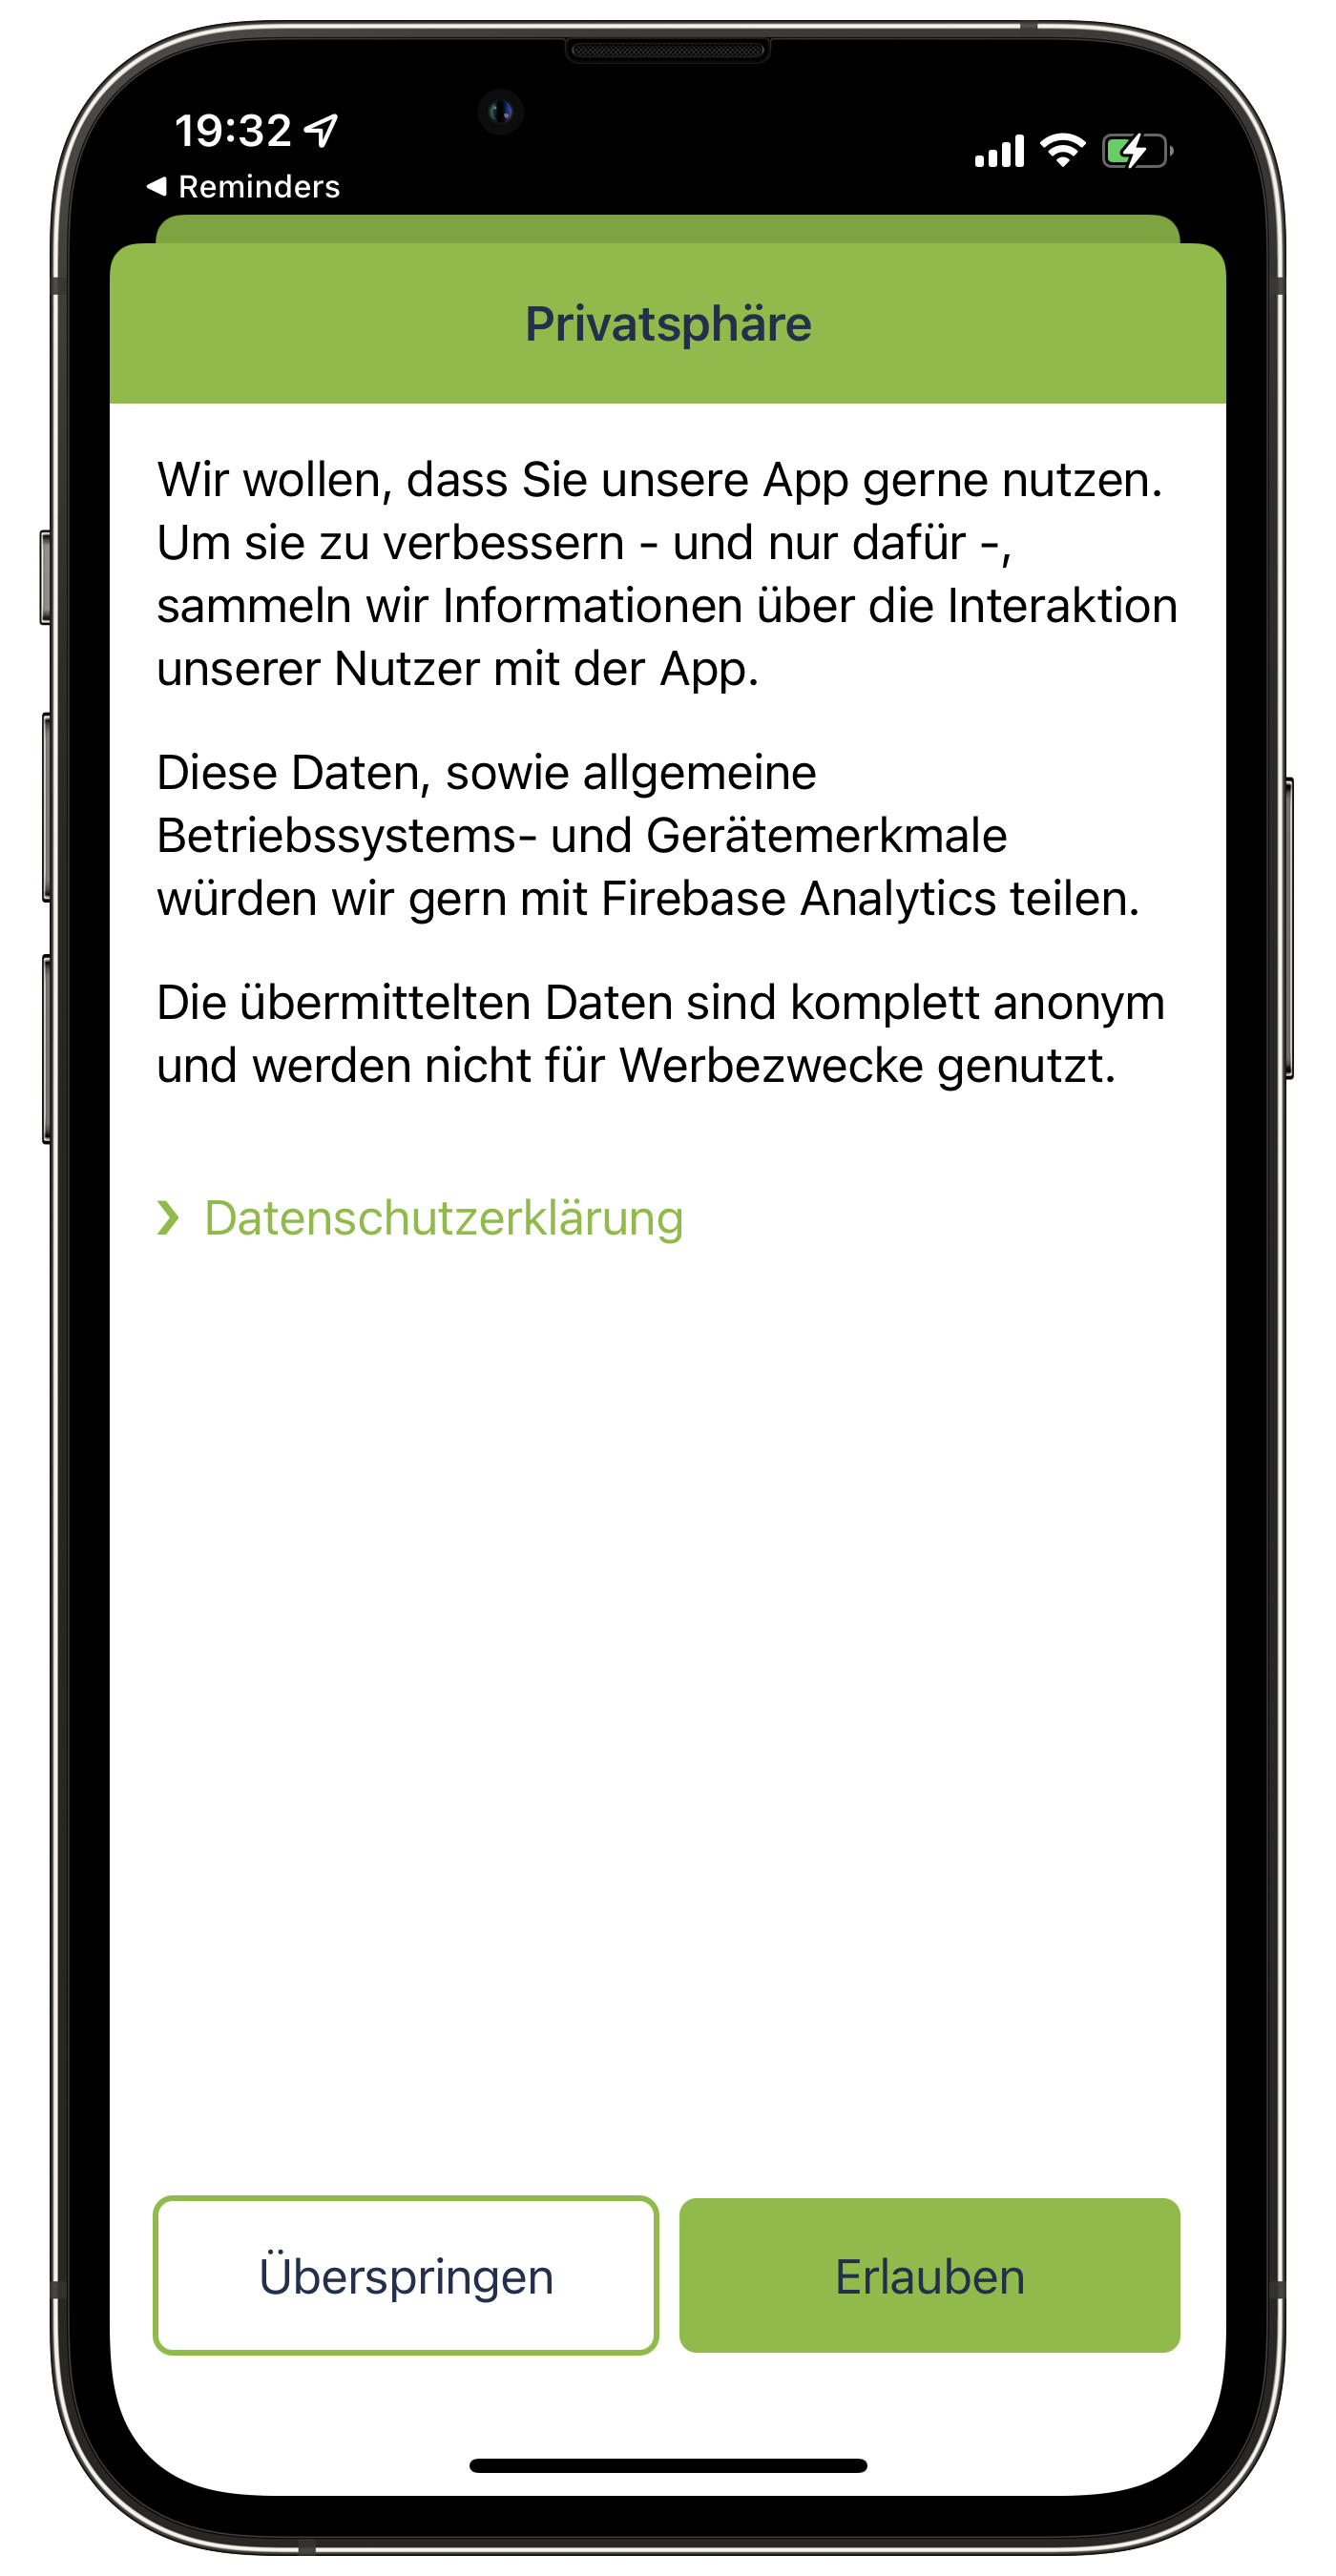 19:32
◀ Reminders
Privatsphäre
Wir wollen, dass Sie unsere App gerne nutzen.
Um sie zu verbessern - und nur dafür -,
sammeln wir Informationen über die Interaktion
unserer Nutzer mit der App.
Diese Daten, sowie allgemeine
Betriebssystems- und Gerätemerkmale
würden wir gern mit Firebase Analytics teilen.
Die übermittelten Daten sind komplett anonym
und werden nicht für Werbezwecke genutzt.
❯ Datenschutzerklärung
Überspringen
Erlauben